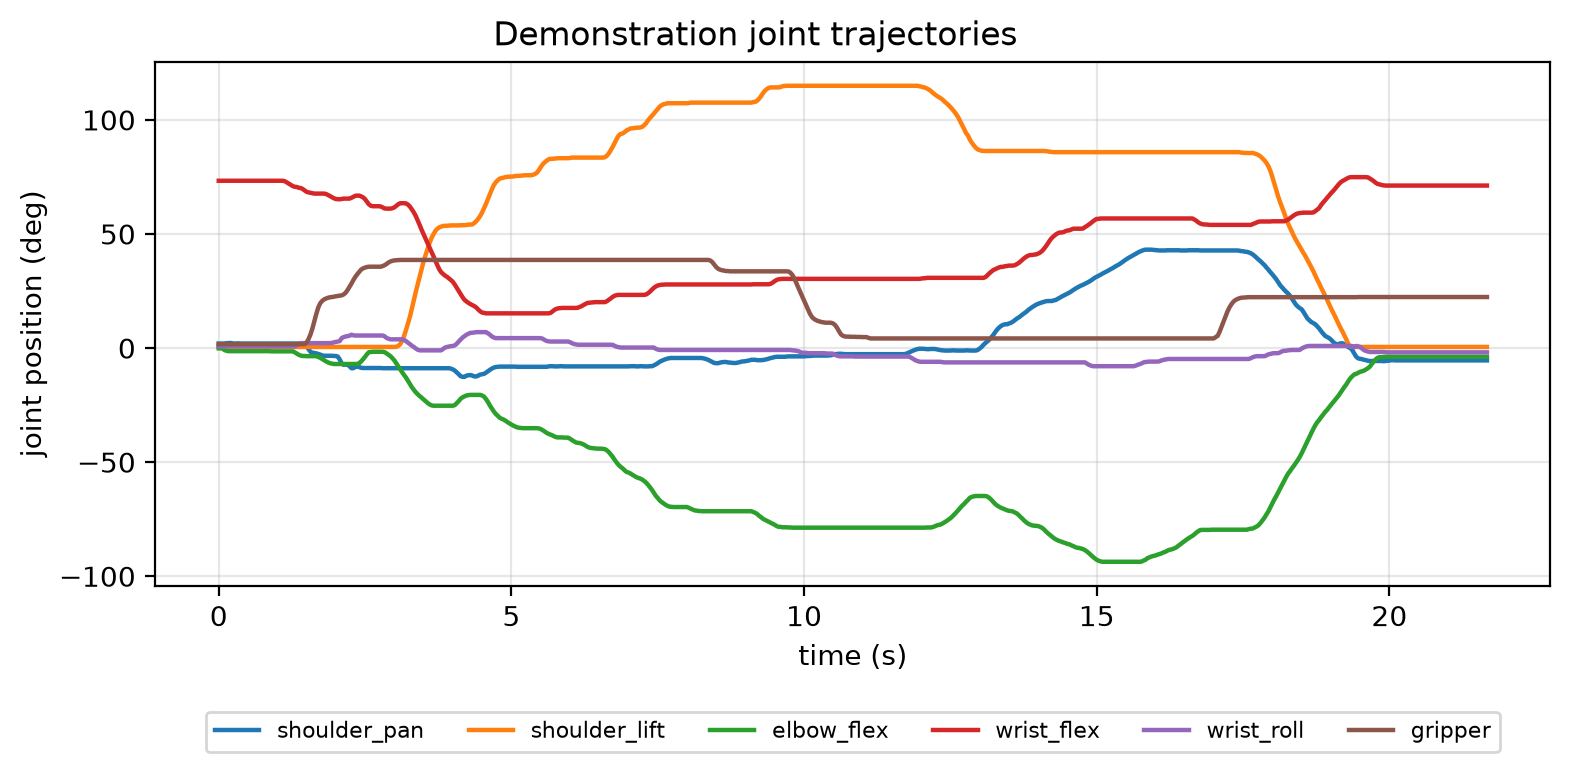 Demonstration joint trajectories
joint position (deg)
100
50
0
−50
−100
0 5 10 15 20
time (s)
shoulder_pan shoulder_lift elbow_flex wrist_flex wrist_roll gripper